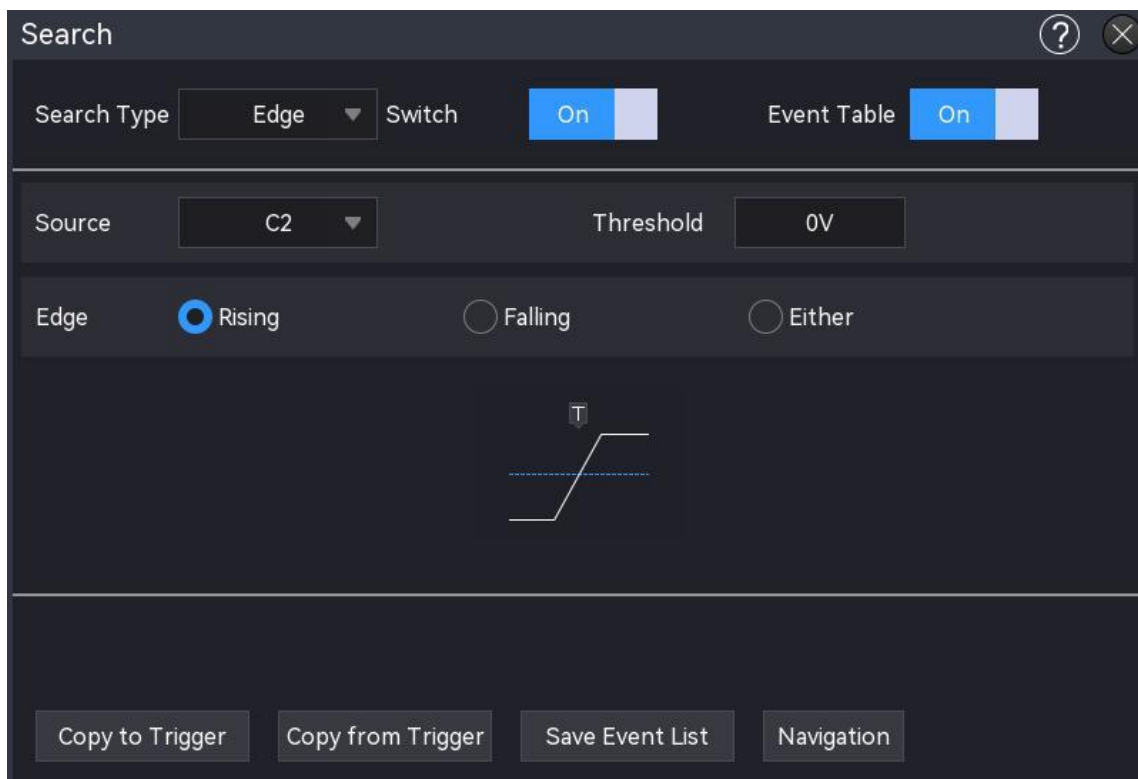 Search ?
Search Type Edge Switch On Event Table On
Source C2 Threshold 0V
Edge Rising Falling Either
T
Copy to Trigger Copy from Trigger Save Event List Navigation